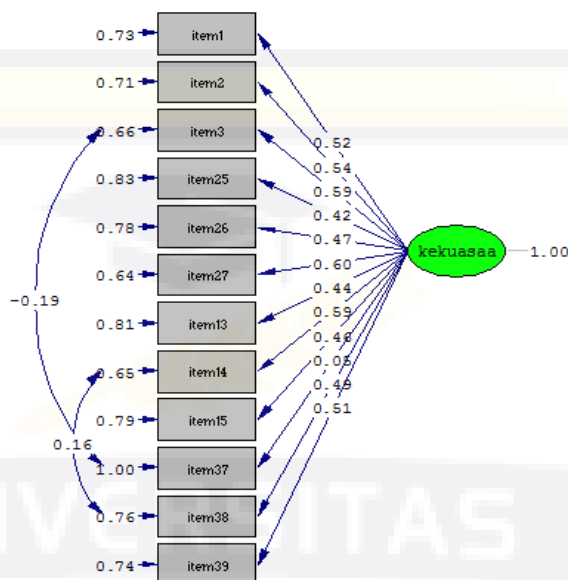 0.73 item1
0.71 item2
0.66 item3
0.52
0.83 item25
0.54
0.59
0.78 item26
0.42
0.47
kekuasaa 1.00
0.64 item27
0.60
0.44
-0.19
0.81 item13
0.59
0.46
0.65 item14
0.05
0.49
0.79 item15
0.51
0.16
1.00 item37
0.76 item38
0.74 item39
IVERSITAS